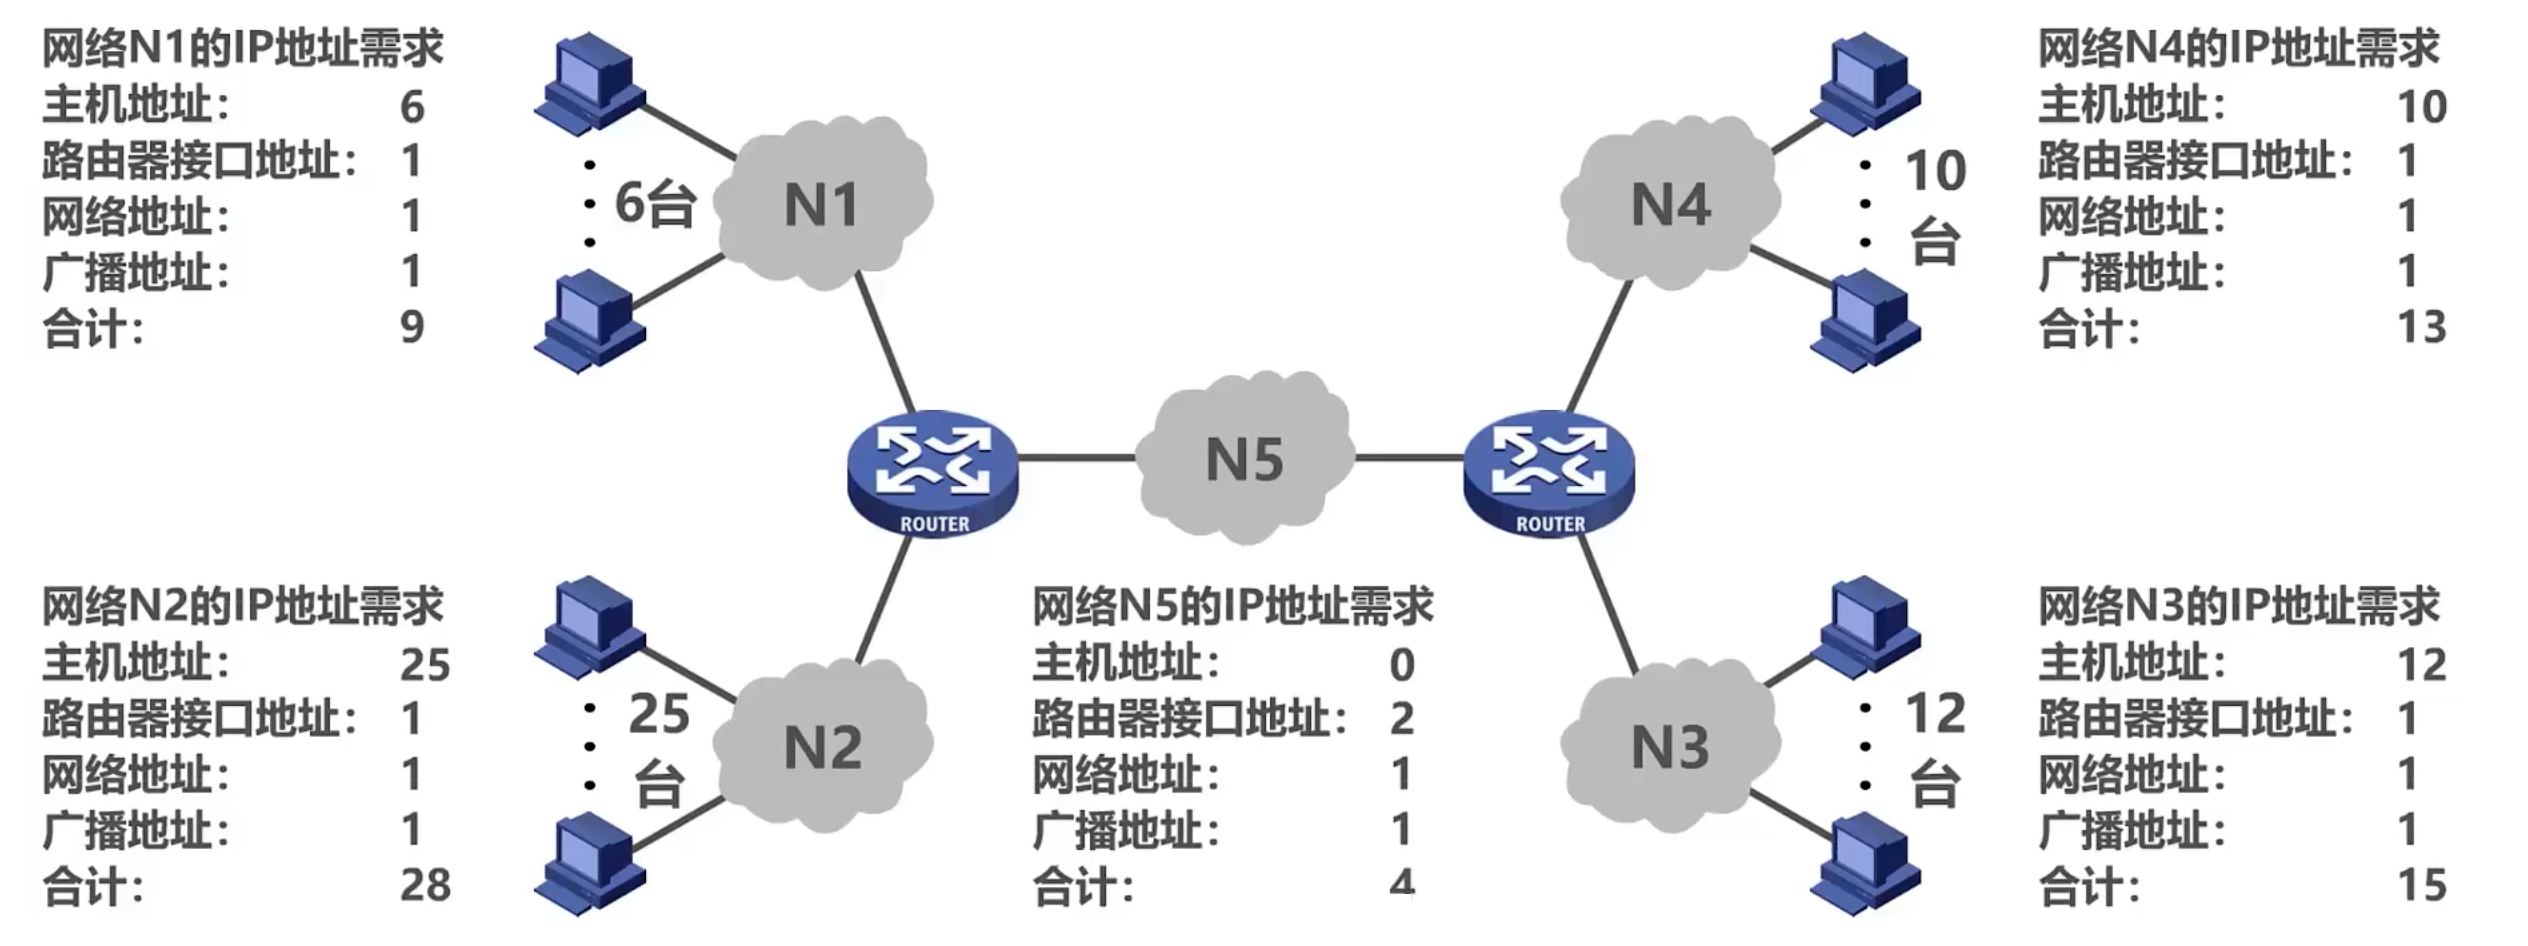 网络N1的IP地址需求
主机地址： 6
路由器接口地址： 1
网络地址： 1
广播地址： 1
合计： 9
6台
N1
N4
10
台
网络N4的IP地址需求
主机地址： 10
路由器接口地址： 1
网络地址： 1
广播地址： 1
合计： 13
ROUTER
N5
ROUTER
网络N2的IP地址需求
主机地址： 25
路由器接口地址： 1
网络地址： 1
广播地址： 1
合计： 28
25
台
N2
网络N5的IP地址需求
主机地址： 0
路由器接口地址： 2
网络地址： 1
广播地址： 1
合计： 4
N3
12
台
网络N3的IP地址需求
主机地址： 12
路由器接口地址： 1
网络地址： 1
广播地址： 1
合计： 15